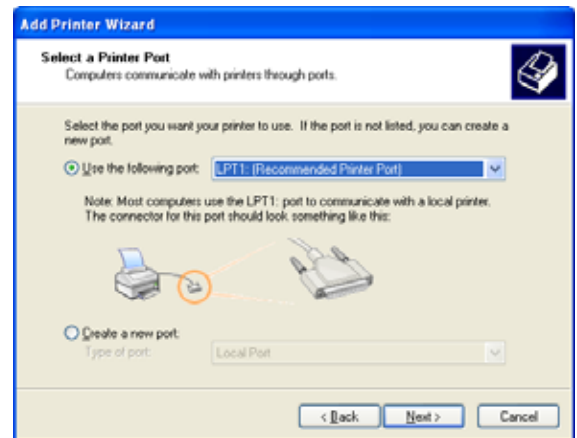 Add Printer Wizard
Select a Printer Port
Computers communicate with printers through ports.
Select the port you want your printer to use. If the port is not listed, you can create a
new port.
Use the following port: LPT1: (Recommended Printer Port)
Note: Most computers use the LPT1: port to communicate with a local printer.
The connector for this port should look something like this:
Create a new port:
Type of port: Local Port
< Back Next > Cancel